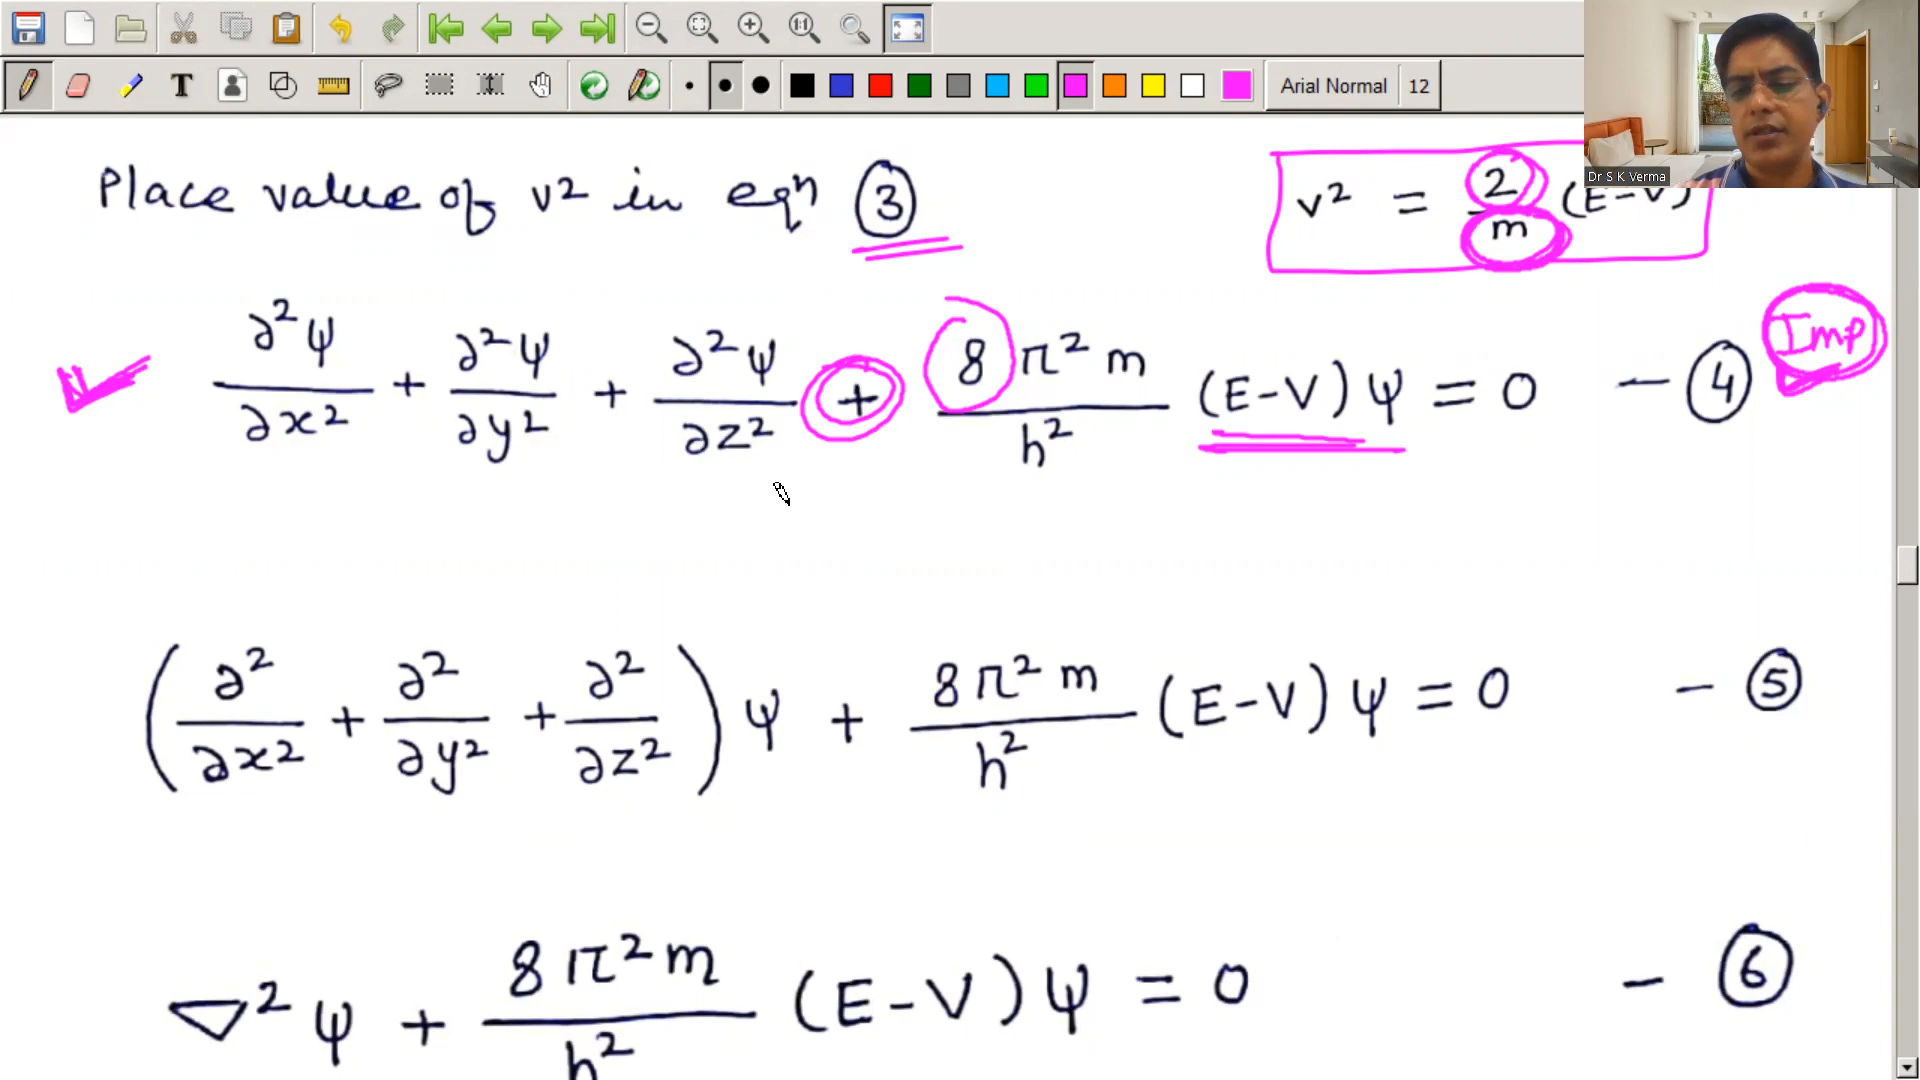 1:1
T
Arial Normal 12
Dr S K Verma
Place value of v² in eqⁿ ③
v² = 2/m (E-V)
∂²ψ/∂x² + ∂²ψ/∂y² + ∂²ψ/∂z² + 8π²m/h² (E-V)ψ = 0 - ④
Imp
(∂²/∂x² + ∂²/∂y² + ∂²/∂z²)ψ + 8π²m/h² (E-V)ψ = 0 - ⑤
▽²ψ + 8π²m/h² (E-V)ψ = 0 - ⑥